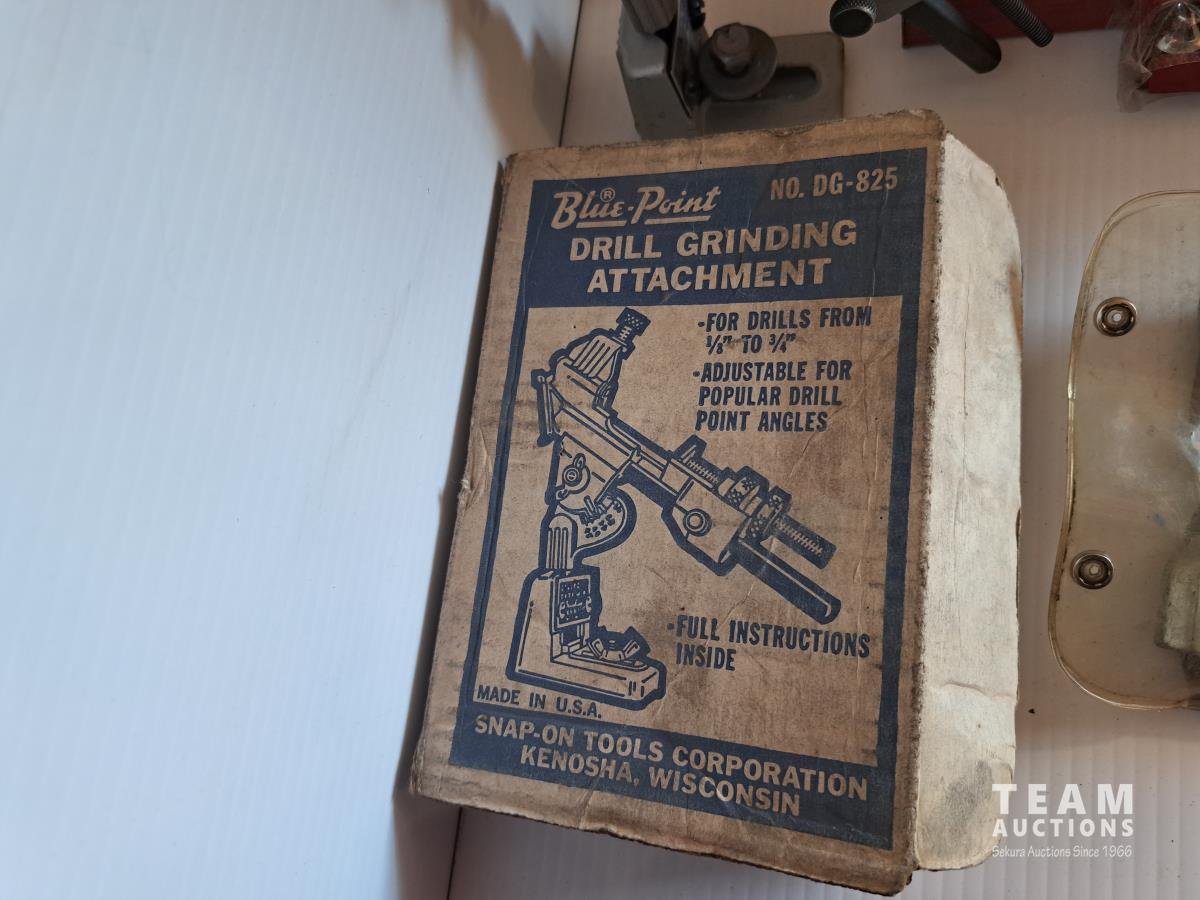 Blue-Point®
NO. DG-825
DRILL GRINDING
ATTACHMENT
-FOR DRILLS FROM
1/8" TO 3/4"
-ADJUSTABLE FOR
POPULAR DRILL
POINT ANGLES
-FULL INSTRUCTIONS
INSIDE
MADE IN U.S.A.
SNAP-ON TOOLS CORPORATION
KENOSHA, WISCONSIN
TEAM
AUCTIONS
Sekura Auctions Since 1966